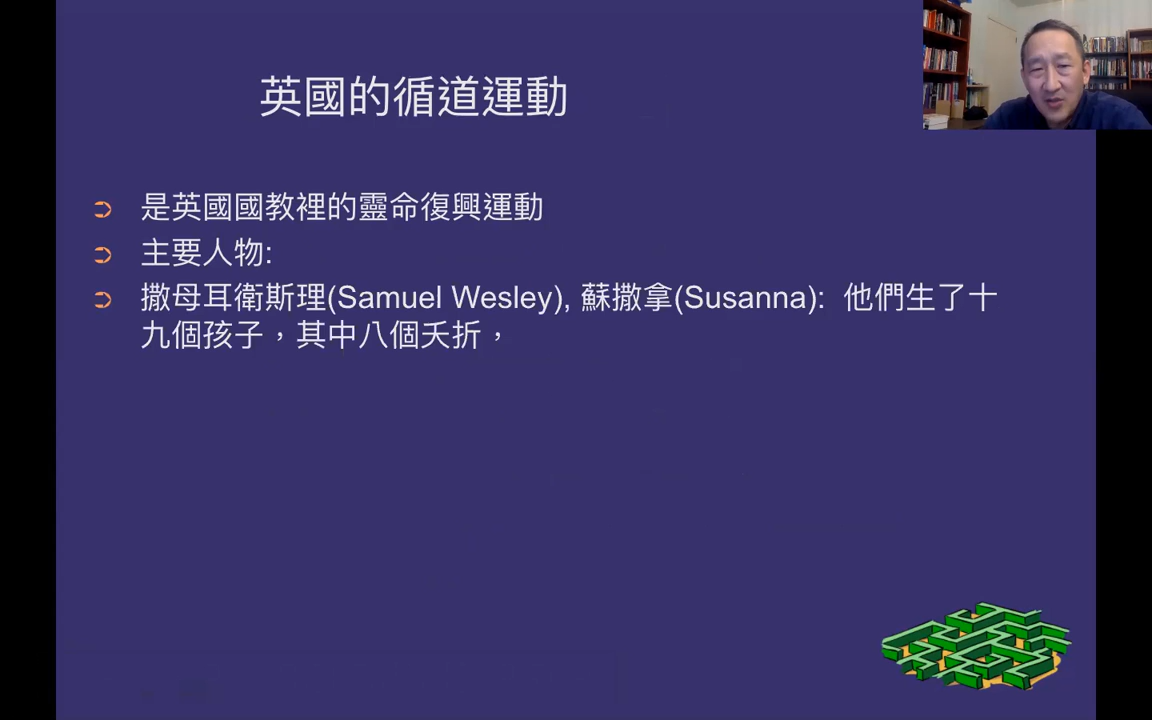 英國的循道運動
是英國國教裡的靈命復興運動
主要人物:
撒母耳衛斯理(Samuel Wesley), 蘇撒拿(Susanna): 他們生了十
九個孩子，其中八個夭折，